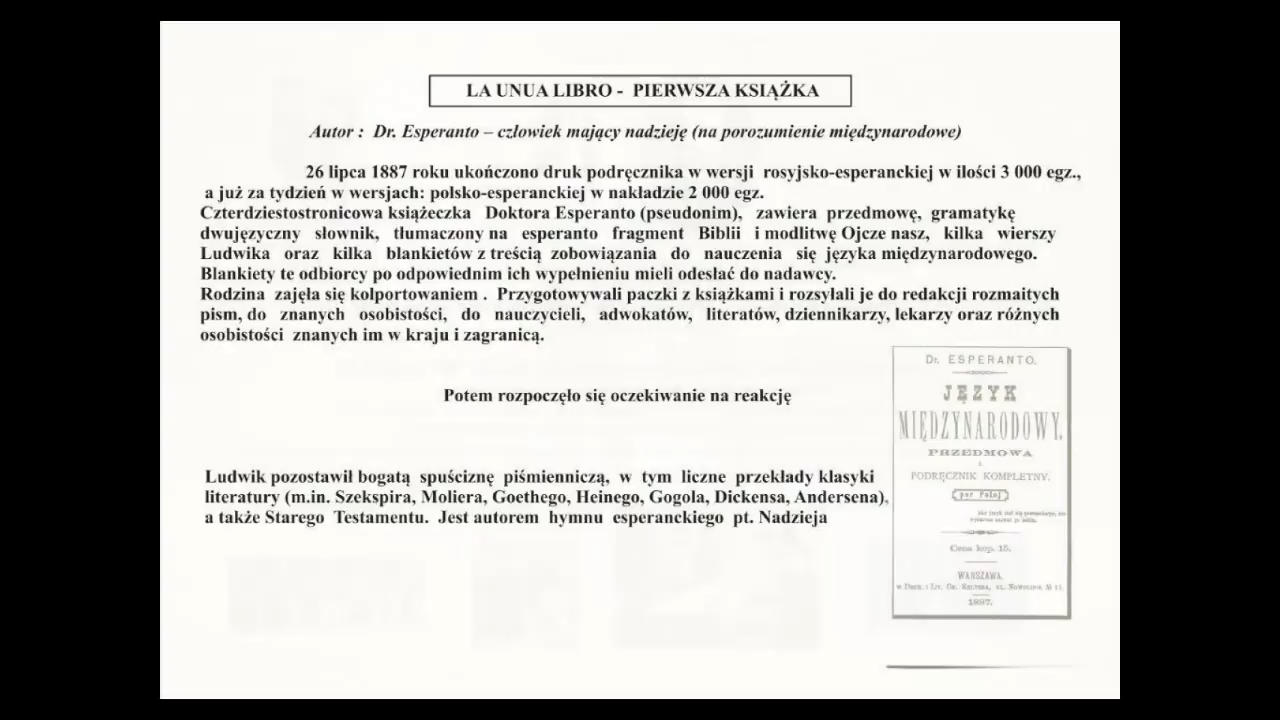 LA UNUA LIBRO - PIERWSZA KSIĄŻKA
Autor : Dr. Esperanto – człowiek mający nadzieję (na porozumienie międzynarodowe)
26 lipca 1887 roku ukończono druk podręcznika w wersji rosyjsko-esperanckiej w ilości 3 000 egz.,
a już za tydzień w wersjach: polsko-esperanckiej w nakładzie 2 000 egz.
Czterdziestostronicowa książeczka Doktora Esperanto (pseudonim), zawiera przedmowę, gramatykę
dwujęzyczny słownik, tłumaczony na esperanto fragment Biblii i modlitwę Ojcze nasz, kilka wierszy
Ludwika oraz kilka blankietów z treścią zobowiązania do nauczenia się języka międzynarodowego.
Blankiety te odbiorcy po odpowiednim ich wypełnieniu mieli odesłać do nadawcy.
Rodzina zajęła się kolportowaniem . Przygotowywali paczki z książkami i rozsyłali je do redakcji rozmaitych
pism, do znanych osobistości, do nauczycieli, adwokatów, literatów, dziennikarzy, lekarzy oraz różnych
osobistości znanych im w kraju i zagranicą.
Potem rozpoczęło się oczekiwanie na reakcję
Ludwik pozostawił bogatą spuściznę piśmienniczą, w tym liczne przekłady klasyki
literatury (m.in. Szekspira, Moliera, Goethego, Heinego, Gogola, Dickensa, Andersena),
a także Starego Testamentu. Jest autorem hymnu esperanckiego pt. Nadzieja
Dr. ESPERANTO.
JĘZYK
MIĘDZYNARODOWY.
PRZEDMOWA
i
PODRĘCZNIK KOMPLETNY.
(por Poloj)
Cena kop. 15.
WARSZAWA.
1887.